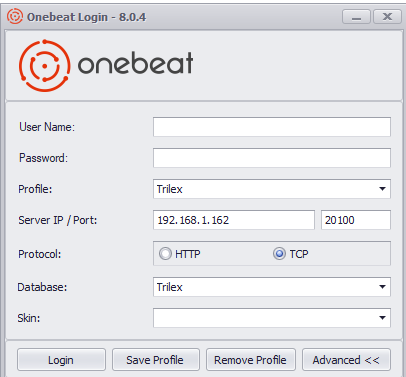 Onebeat Login - 8.0.4
onebeat
User Name:
Password:
Profile: Trilex
Server IP / Port: 192.168.1.162 20100
Protocol: HTTP TCP
Database: Trilex
Skin:
Login Save Profile Remove Profile Advanced <<